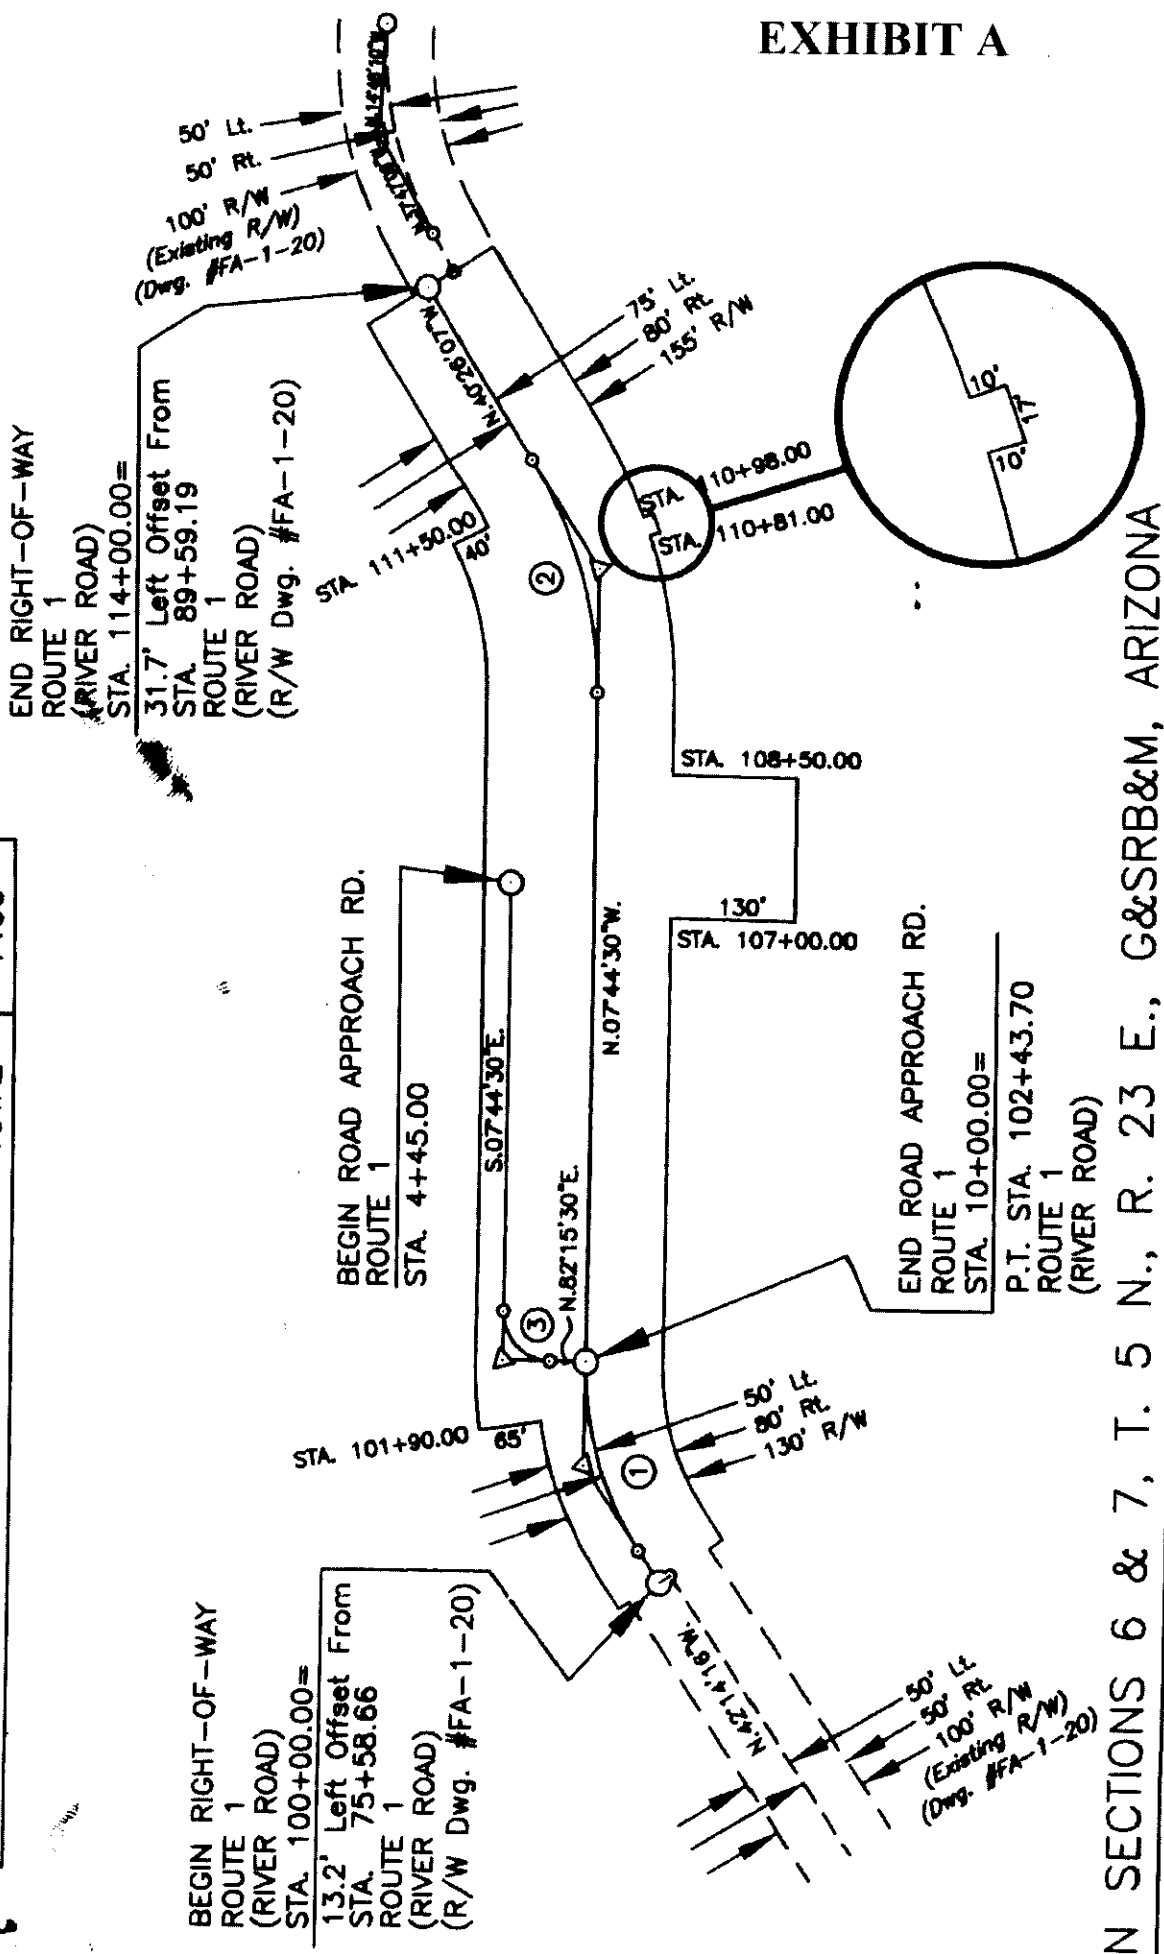 EXHIBIT A
END RIGHT-OF-WAY
ROUTE 1
(RIVER ROAD)
STA. 114+00.00=
31.7' Left Offset From
STA. 89+59.19
ROUTE 1
(RIVER ROAD)
(R/W Dwg. #FA-1-20)
50' Lt.
50' Rt.
100' R/W
(Existing R/W)
(Dwg. #FA-1-20)
N.40°26'07"W
75' Lt.
80' Rt.
155' R/W
STA. 111+50.00
40'
②
STA. 110+98.00
STA. 110+81.00
10'
17'
10'
STA. 108+50.00
130'
STA. 107+00.00
BEGIN ROAD APPROACH RD.
ROUTE 1
STA. 4+45.00
S.07°44'30"E.
N.07°44'30"W.
N.82°15'30"E.
③
END ROAD APPROACH RD.
ROUTE 1
STA. 10+00.00=
P.T. STA. 102+43.70
ROUTE 1
(RIVER ROAD)
STA. 101+90.00
65'
①
50' Lt.
80' Rt.
130' R/W
BEGIN RIGHT-OF-WAY
ROUTE 1
(RIVER ROAD)
STA. 100+00.00=
13.2' Left Offset From
STA. 75+58.66
ROUTE 1
(RIVER ROAD)
(R/W Dwg. #FA-1-20)
N.42°14'16"W.
50' Lt.
50' Rt.
100' R/W
(Existing R/W)
(Dwg. #FA-1-20)
N SECTIONS 6 & 7, T. 5 N., R. 23 E., G&SRB&M, ARIZONA